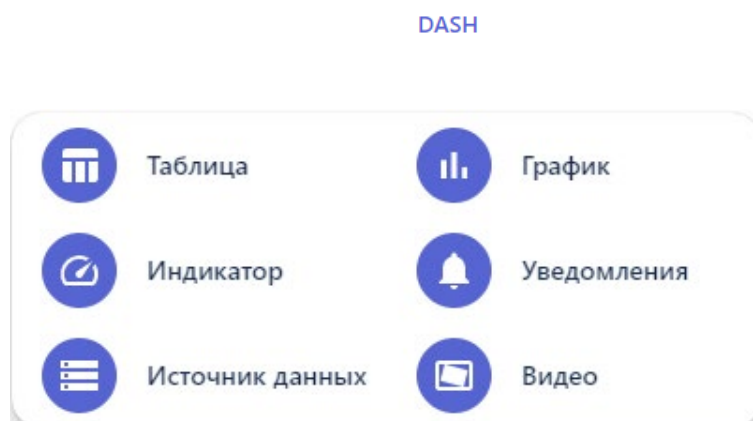 DASH
Таблица
График
Индикатор
Уведомления
Источник данных
Видео